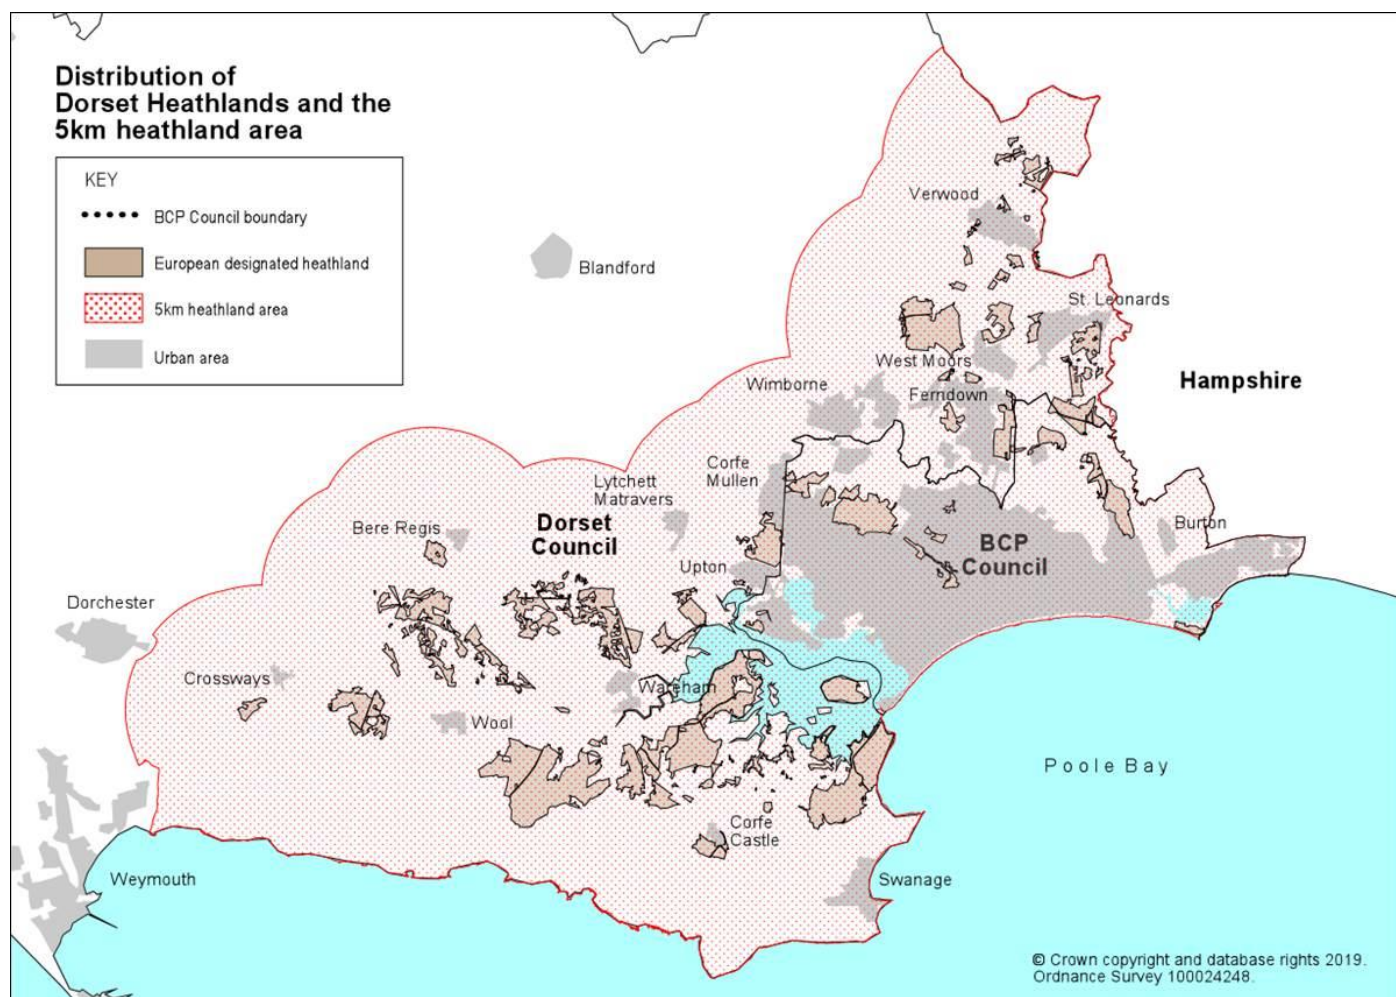 Distribution of
Dorset Heathlands and the
5km heathland area
KEY
BCP Council boundary
European designated heathland
5km heathland area
Urban area
Blandford
Verwood
St. Leonards
West Moors
Hampshire
Wimborne
Ferndown
Corfe
Mullen
Lytchett
Matravers
Bere Regis
Dorset
Council
Burton
BCP
Council
Upton
Dorchester
Crossways
Wareham
Wool
Poole Bay
Corfe
Castle
Weymouth
Swanage
© Crown copyright and database rights 2019.
Ordnance Survey 100024248.